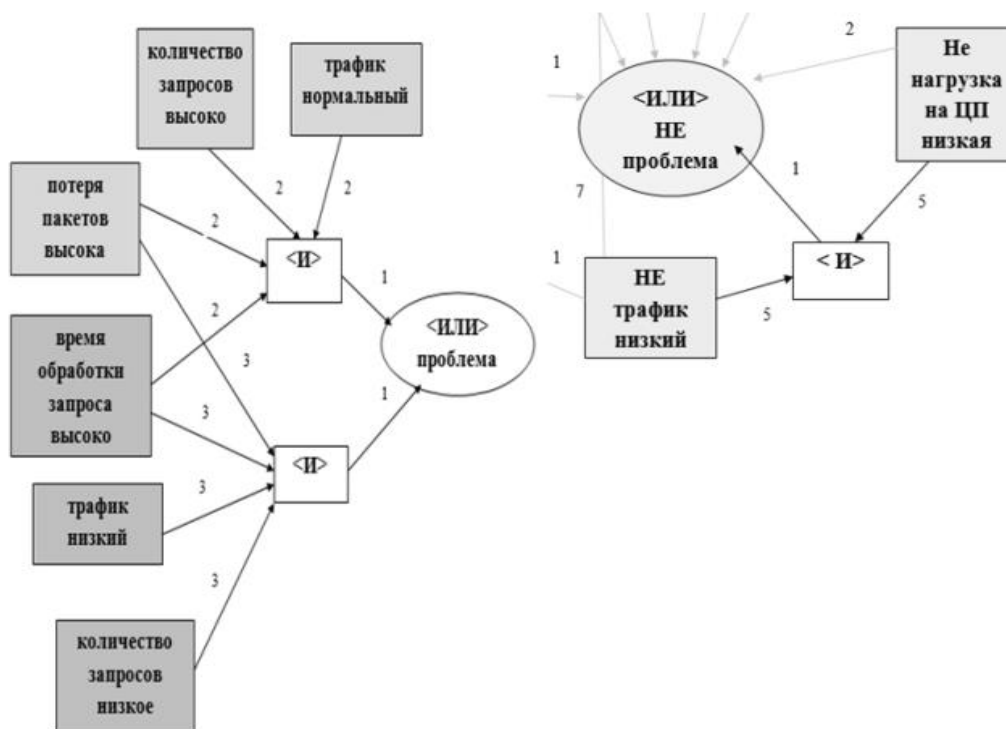 количество
запросов
высоко
трафик
нормальный
2
2
потеря
пакетов
высока
2
<И>
1
2
время
обработки
запроса
высоко
<ИЛИ>
проблема
3
1
3
<И>
трафик
низкий
3
3
количество
запросов
низкое
1
2
Не
нагрузка
на ЦП
низкая
<ИЛИ>
НЕ
проблема
1
7
5
1
< И>
НЕ
трафик
низкий
5